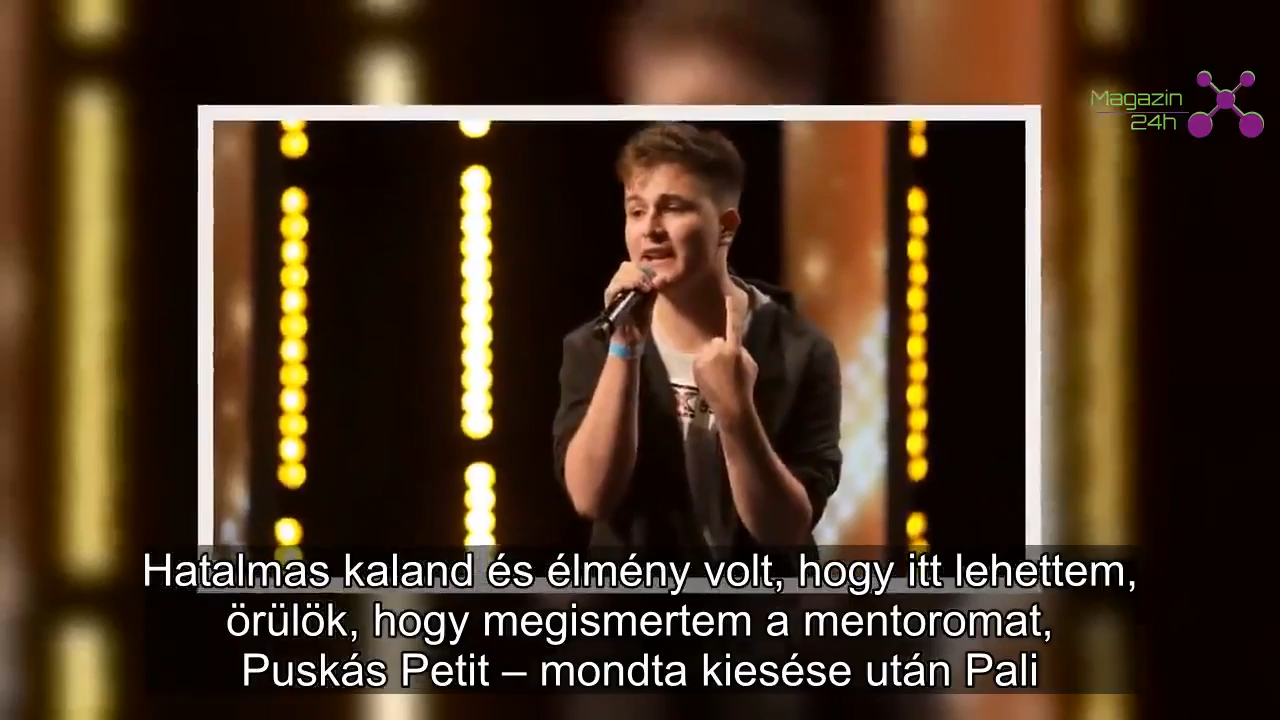 Magazin
24h
Hatalmas kaland és élmény volt, hogy itt lehettem,
örülök, hogy megismertem a mentoromat,
Puskás Petit – mondta kiesése után Pali